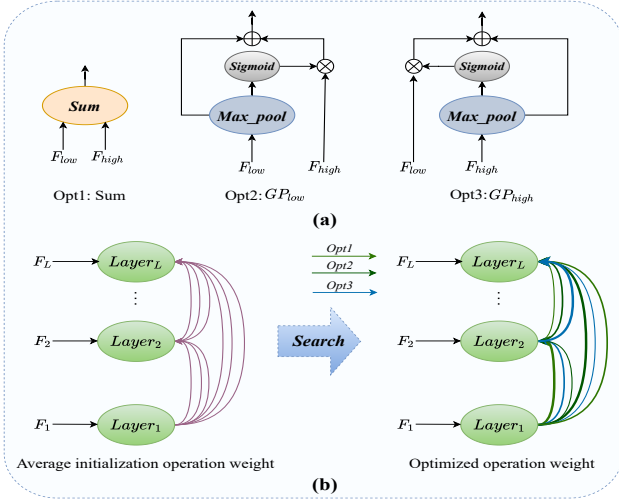 Sigmoid
Sigmoid
Sum
Max_pool
Max_pool
F_low
F_high
F_low
F_high
F_low
F_high
Opt1: Sum
Opt2: GP_low
Opt3: GP_high
(a)
F_L
Layer_L
Opt1
Opt2
Opt3
F_L
Layer_L
⋮
⋮
F_2
Layer_2
Search
F_2
Layer_2
F_1
Layer_1
F_1
Layer_1
Average initialization operation weight
Optimized operation weight
(b)